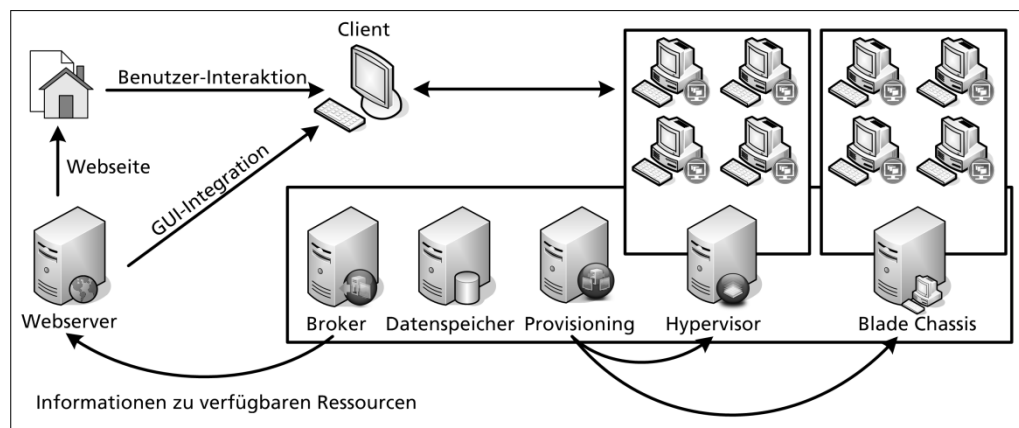 Client
Benutzer-Interaktion
Webseite
GUI-Integration
Webserver
Broker
Datenspeicher
Provisioning
Hypervisor
Blade Chassis
Informationen zu verfügbaren Ressourcen